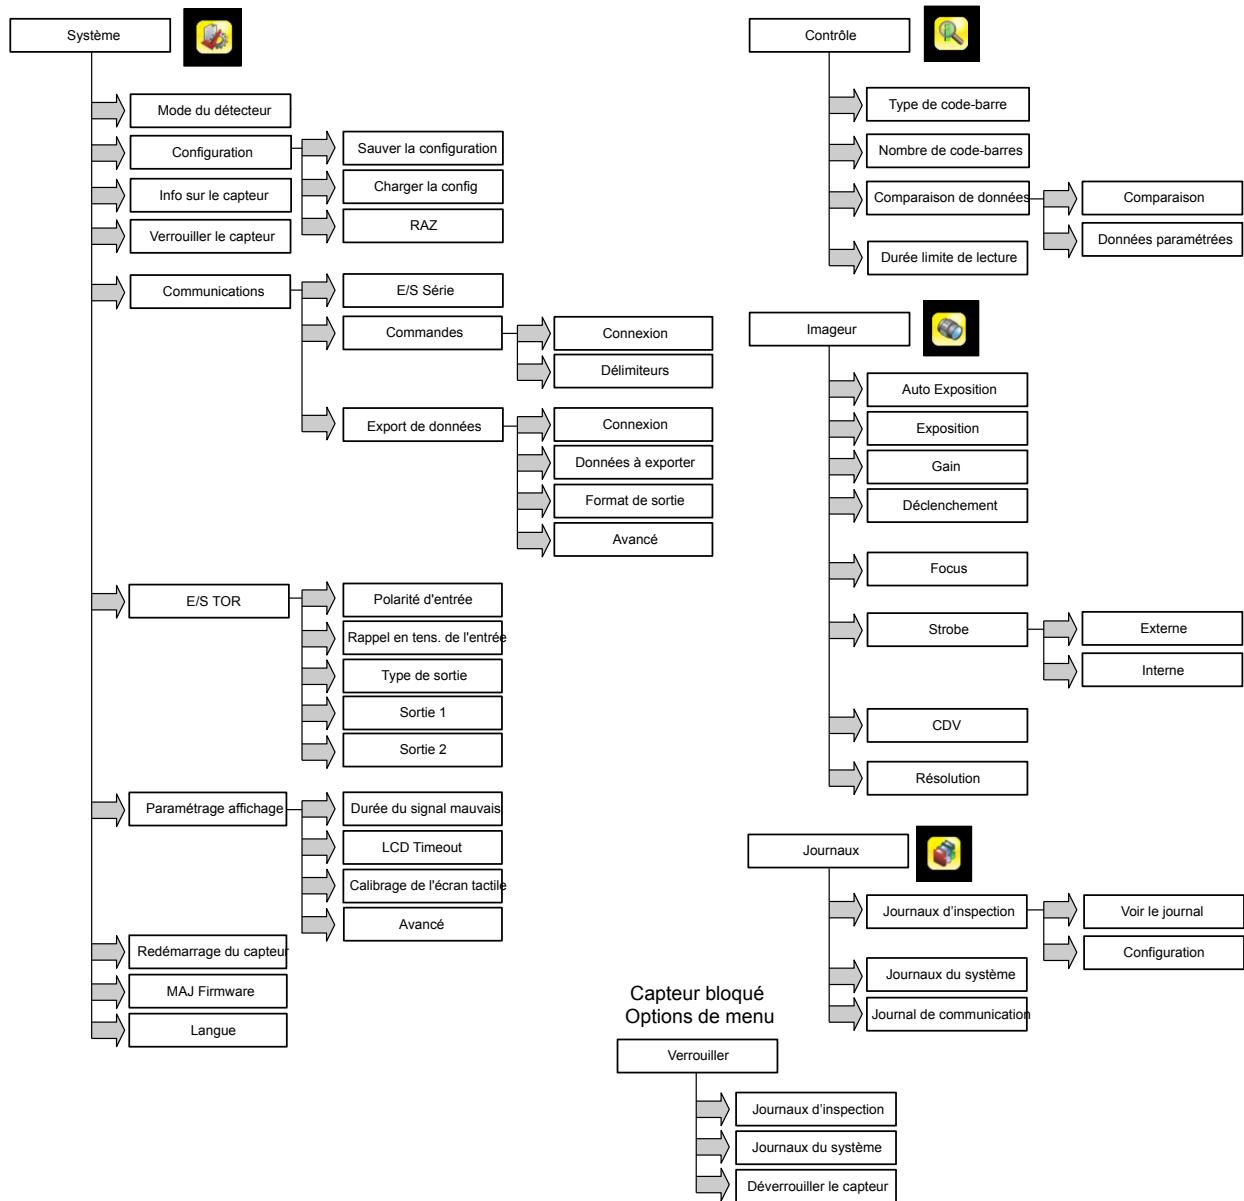 Système
Mode du détecteur
Configuration
Sauver la configuration
Charger la config
RAZ
Info sur le capteur
Verrouiller le capteur
Communications
E/S Série
Commandes
Connexion
Délimiteurs
Export de données
Connexion
Données à exporter
Format de sortie
Avancé
E/S TOR
Polarité d'entrée
Rappel en tens. de l'entrée
Type de sortie
Sortie 1
Sortie 2
Paramétrage affichage
Durée du signal mauvais
LCD Timeout
Calibrage de l'écran tactile
Avancé
Redémarrage du capteur
MAJ Firmware
Langue
Contrôle
Type de code-barre
Nombre de code-barres
Comparaison de données
Comparaison
Données paramétrées
Durée limite de lecture
Imageur
Auto Exposition
Exposition
Gain
Déclenchement
Focus
Strobe
Externe
Interne
CDV
Résolution
Journaux
Journaux d’inspection
Voir le journal
Configuration
Journaux du système
Journal de communication
Capteur bloqué
Options de menu
Verrouiller
Journaux d’inspection
Journaux du système
Déverrouiller le capteur